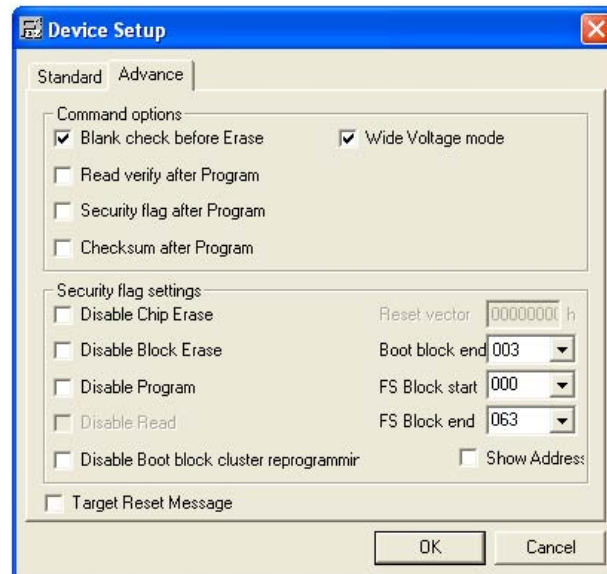 Device Setup
Standard Advance
Command options
Blank check before Erase Wide Voltage mode
Read verify after Program
Security flag after Program
Checksum after Program
Security flag settings
Disable Chip Erase Reset vector 00000000 h
Disable Block Erase Boot block end 003
Disable Program FS Block start 000
Disable Read FS Block end 063
Disable Boot block cluster reprogrammin Show Address
Target Reset Message
OK Cancel